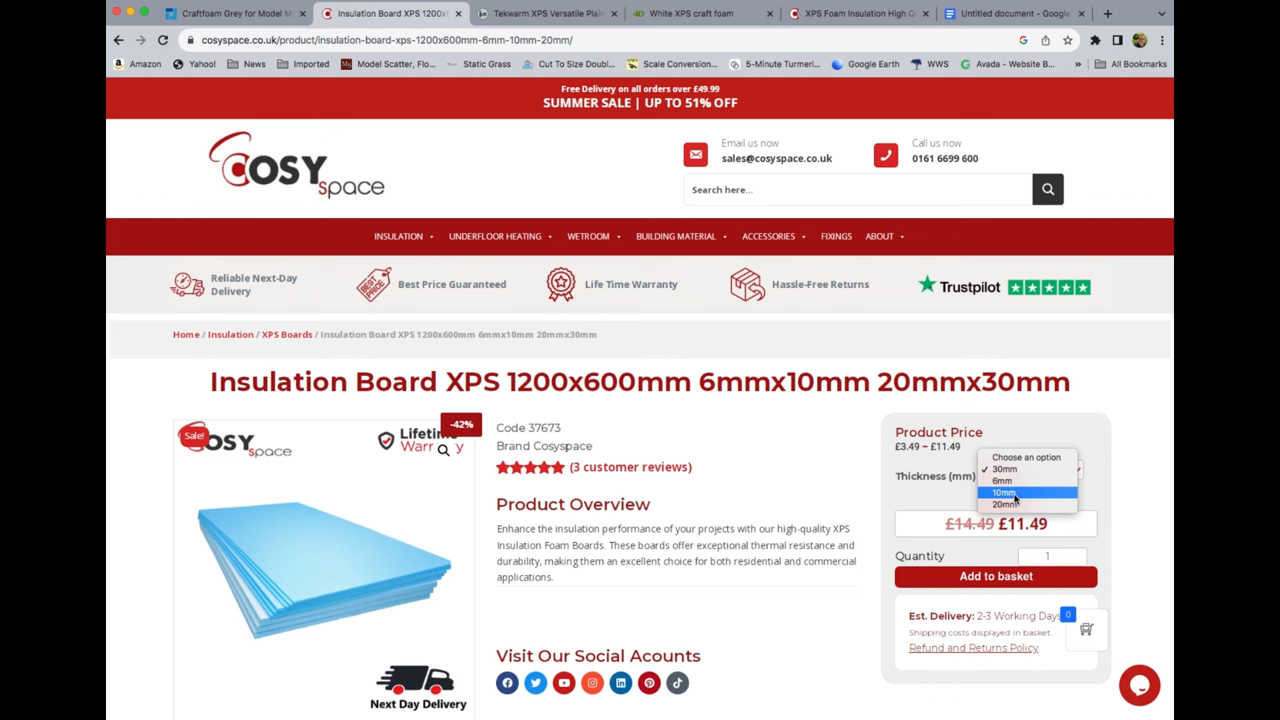 Craftfoam Grey for Model M
Insulation Board XPS 1200x6
Tekwarm XPS Versatile Plain
White XPS craft foam
XPS Foam Insulation High Q
Untitled document - Google
cosyspace.co.uk/product/insulation-board-xps-1200x600mm-6mm-10mm-20mm/
Amazon
Yahoo!
News
Imported
Model Scatter, Flo...
Static Grass
Cut To Size Doubl...
Scale Conversion...
5-Minute Turmeri...
Google Earth
WWS
Avada - Website B...
»
All Bookmarks
Free Delivery on all orders over £49.99
SUMMER SALE | UP TO 51% OFF
COSY space
Email us now
sales@cosyspace.co.uk
Call us now
0161 6699 600
Search here...
INSULATION
UNDERFLOOR HEATING
WETROOM
BUILDING MATERIAL
ACCESSORIES
FIXINGS
ABOUT
Reliable Next-Day
Delivery
BEST PRICE
Best Price Guaranteed
Life Time Warranty
Hassle-Free Returns
Trustpilot
Home / Insulation / XPS Boards / Insulation Board XPS 1200x600mm 6mmx10mm 20mmx30mm
Insulation Board XPS 1200x600mm 6mmx10mm 20mmx30mm
Sale!
COSY space
-42%
Lifetime
Warranty
Next Day Delivery
Code 37673
Brand Cosyspace
(3 customer reviews)
Product Overview
Enhance the insulation performance of your projects with our high-quality XPS
Insulation Foam Boards. These boards offer exceptional thermal resistance and
durability, making them an excellent choice for both residential and commercial
applications.
Visit Our Social Acounts
Product Price
£3.49 – £11.49
Thickness (mm)
Choose an option
✓ 30mm
6mm
10mm
20mm
£14.49 £11.49
Quantity
1
Add to basket
Est. Delivery: 2-3 Working Days
0
Shipping costs displayed in basket.
Refund and Returns Policy